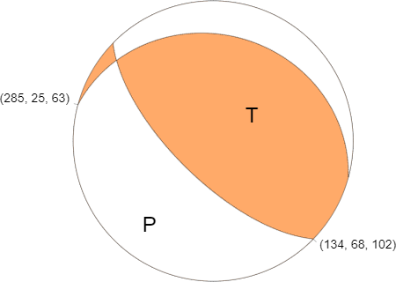 (285, 25, 63)
T
P
(134, 68, 102)